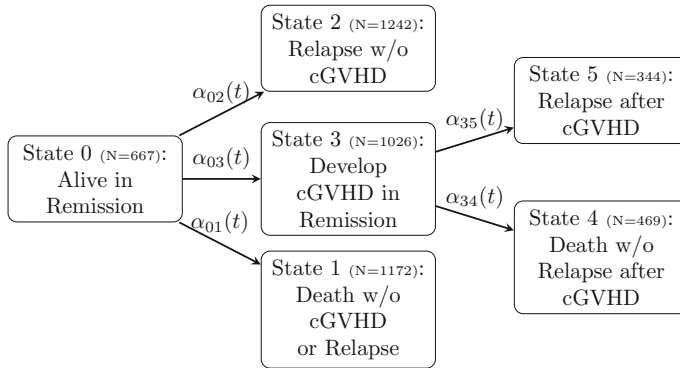 State 2 (N=1242):
Relapse w/o
cGVHD
α02(t)
State 0 (N=667):
Alive in
Remission
α03(t)
State 3 (N=1026):
Develop
cGVHD in
Remission
α01(t)
State 1 (N=1172):
Death w/o
cGVHD
or Relapse
α35(t)
State 5 (N=344):
Relapse after
cGVHD
α34(t)
State 4 (N=469):
Death w/o
Relapse after
cGVHD